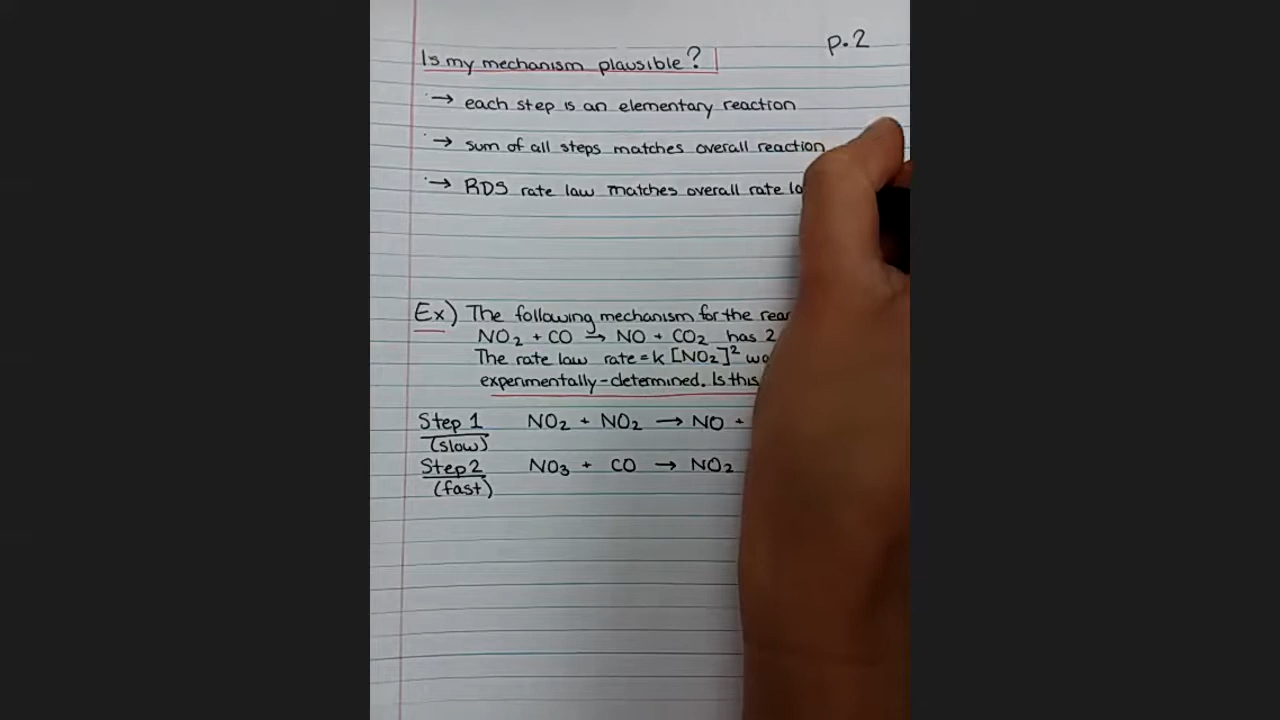 p.2
Is my mechanism plausible?
→ each step is an elementary reaction
→ sum of all steps matches overall reaction
→ RDS rate law matches overall rate
Ex) The following mechanism for the
NO₂ + CO → NO + CO₂ has 2
The rate law rate = k [NO₂]²
experimentally-determined. Is this
Step 1 NO₂ + NO₂ → NO +
(slow)
Step 2 NO₃ + CO → NO₂
(fast)